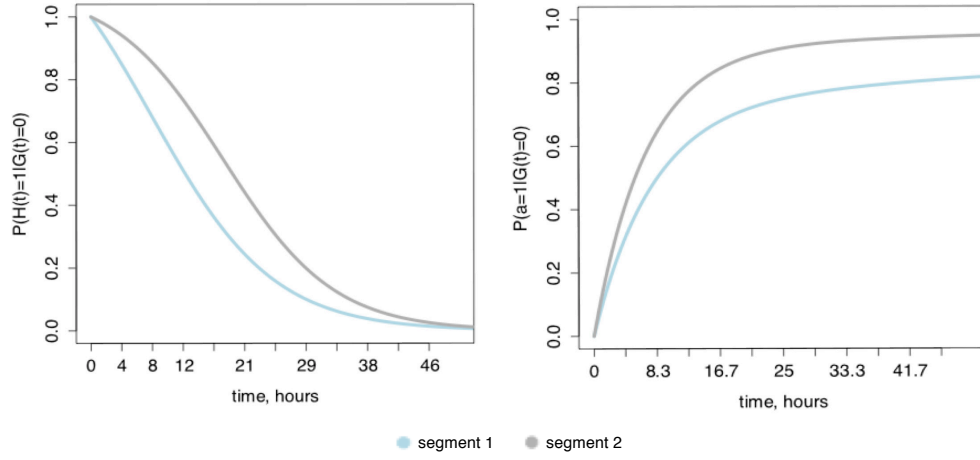 P(H(t)=1IG(t)=0)
1.0
0.8
0.6
0.4
0.2
0.0
0 4 8 12 21 29 38 46
time, hours
P(a=1IG(t)=0)
1.0
0.8
0.6
0.4
0.2
0.0
0 8.3 16.7 25 33.3 41.7
time, hours
segment 1 segment 2